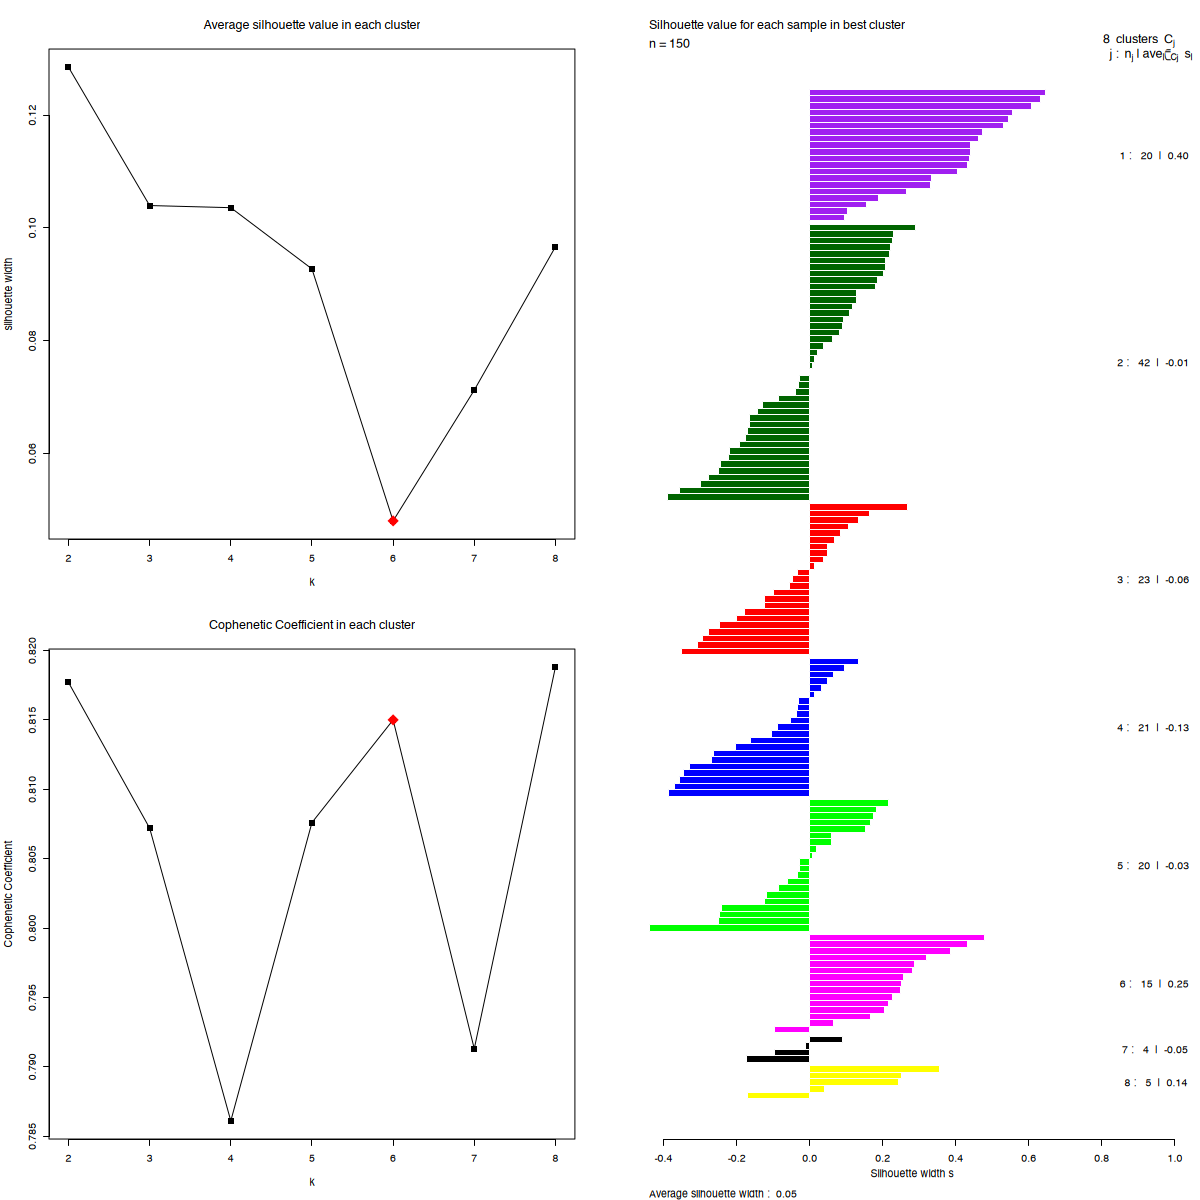 Average silhouette value in each cluster
silhouette width
0.06
0.08
0.10
0.12
2
3
4
5
6
7
8
k
Cophenetic Coefficient in each cluster
Cophenetic Coefficient
0.785
0.790
0.795
0.800
0.805
0.810
0.815
0.820
2
3
4
5
6
7
8
k
Silhouette value for each sample in best cluster
n = 150
8 clusters Cj
j : nj | avei∈Cj si
1 : 20 | 0.40
2 : 42 | -0.01
3 : 23 | -0.06
4 : 21 | -0.13
5 : 20 | -0.03
6 : 15 | 0.25
7 : 4 | -0.05
8 : 5 | 0.14
-0.4
-0.2
0.0
0.2
0.4
0.6
0.8
1.0
Silhouette width s
Average silhouette width : 0.05